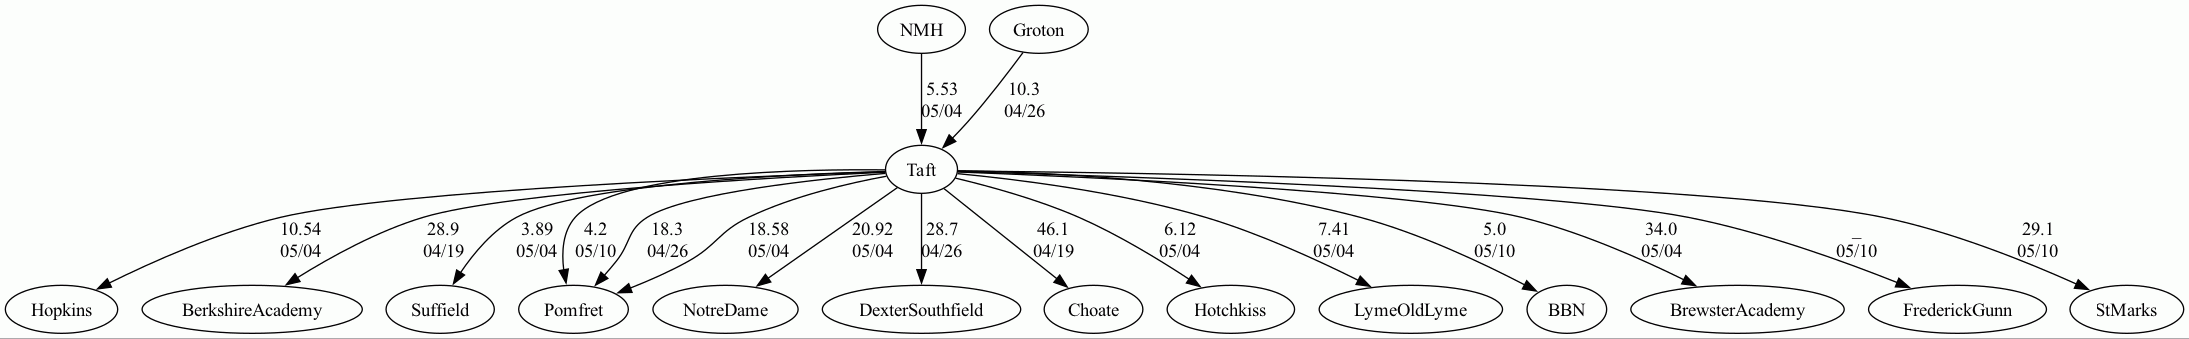 NMH
Groton
5.53
05/04
10.3
04/26
Taft
10.54
05/04
28.9
04/19
3.89
05/04
4.2
05/10
18.3
04/26
18.58
05/04
20.92
05/04
28.7
04/26
46.1
04/19
6.12
05/04
7.41
05/04
5.0
05/10
34.0
05/04
_
05/10
29.1
05/10
Hopkins
BerkshireAcademy
Suffield
Pomfret
NotreDame
DexterSouthfield
Choate
Hotchkiss
LymeOldLyme
BBN
BrewsterAcademy
FrederickGunn
StMarks